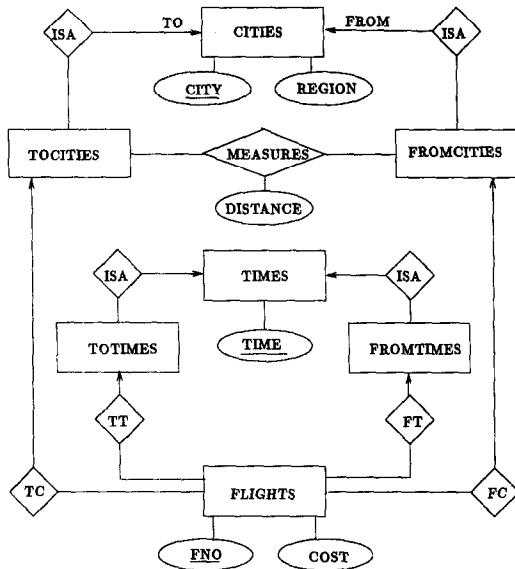 TO
FROM
ISA
CITIES
ISA
CITY
REGION
TOCITIES
MEASURES
FROMCITIES
DISTANCE
ISA
TIMES
ISA
TOTIMES
TIME
FROMTIMES
TT
FT
TC
FLIGHTS
FC
FNO
COST